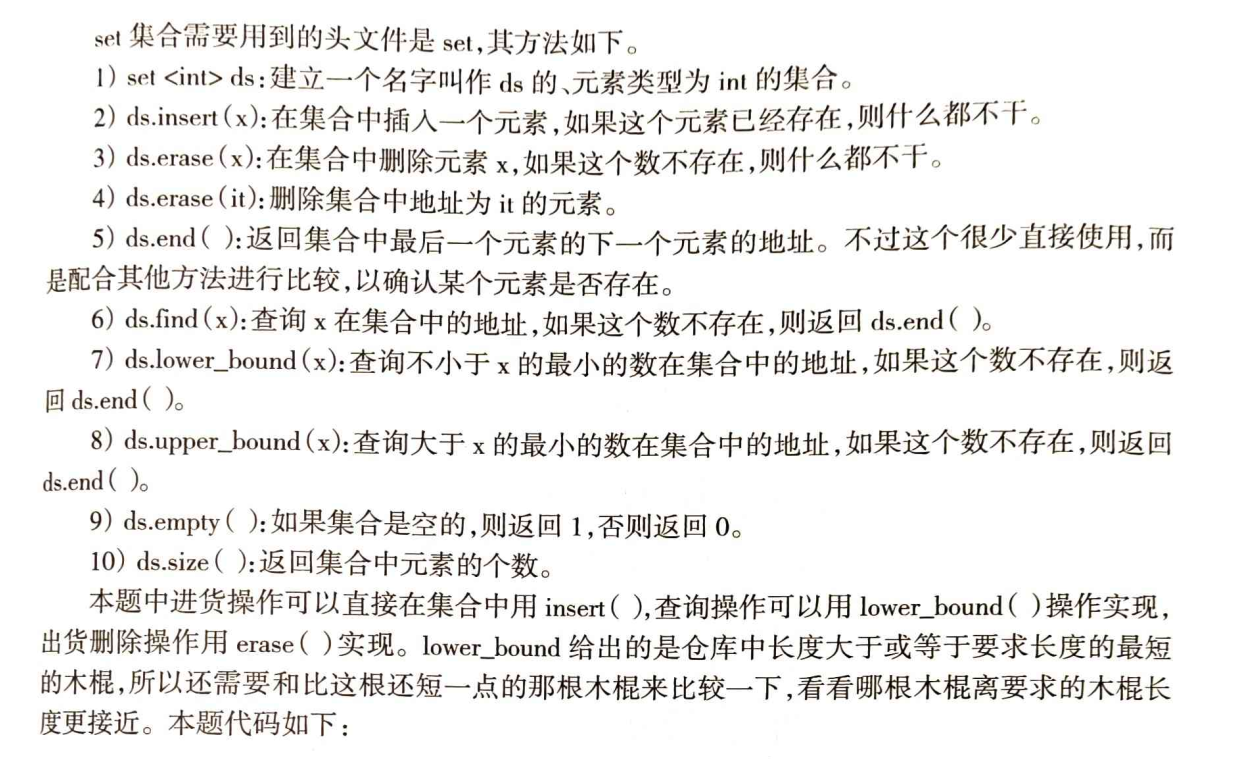 set 集合需要用到的头文件是 set,其方法如下。
1) set <int> ds:建立一个名字叫作 ds 的、元素类型为 int 的集合。
2) ds.insert(x):在集合中插入一个元素,如果这个元素已经存在,则什么都不干。
3) ds.erase(x):在集合中删除元素 x,如果这个数不存在,则什么都不干。
4) ds.erase(it):删除集合中地址为 it 的元素。
5) ds.end( ):返回集合中最后一个元素的下一个元素的地址。不过这个很少直接使用,而
是配合其他方法进行比较,以确认某个元素是否存在。
6) ds.find(x):查询 x 在集合中的地址,如果这个数不存在,则返回 ds.end( )。
7) ds.lower_bound(x):查询不小于 x 的最小的数在集合中的地址,如果这个数不存在,则返
回 ds.end( )。
8) ds.upper_bound(x):查询大于 x 的最小的数在集合中的地址,如果这个数不存在,则返回
ds.end( )。
9) ds.empty( ):如果集合是空的,则返回 1,否则返回 0。
10) ds.size( ):返回集合中元素的个数。
本题中进货操作可以直接在集合中用 insert( ),查询操作可以用 lower_bound( )操作实现,
出货删除操作用 erase( )实现。lower_bound 给出的是仓库中长度大于或等于要求长度的最短
的木棍,所以还需要和比这根还短一点的那根木棍来比较一下,看看哪根木棍离要求的木棍长
度更接近。本题代码如下: